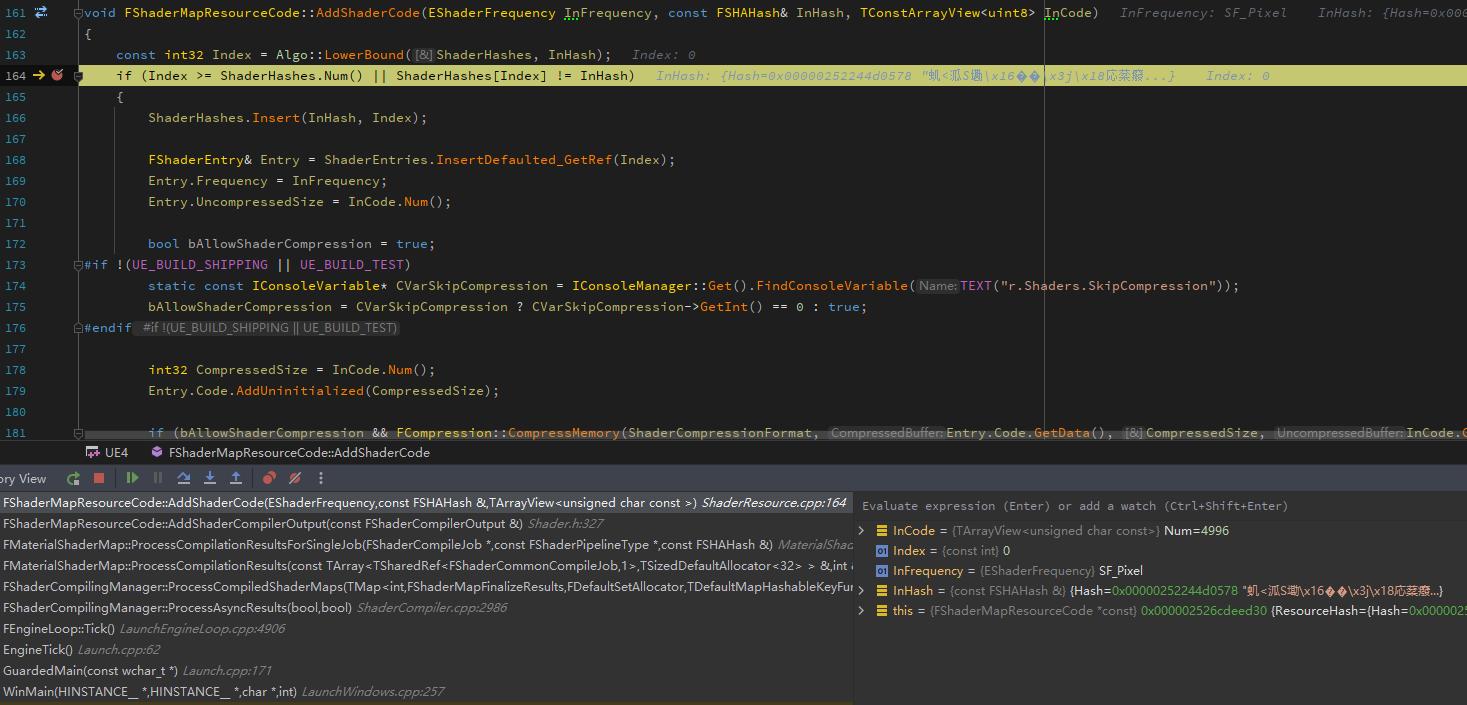 161 void FShaderMapResourceCode::AddShaderCode(EShaderFrequency InFrequency, const FSHAHash& InHash, TConstArrayView<uint8> InCode) InFrequency: SF_Pixel InHash: {Hash=0x000
162 {
163 const int32 Index = Algo::LowerBound([&]ShaderHashes, InHash); Index: 0
164 if (Index >= ShaderHashes.Num() || ShaderHashes[Index] != InHash) InHash: {Hash=0x00000252244d0578 "虮<泒S墈\x16��\x3j\x18応蒅癈...} Index: 0
165 {
166 ShaderHashes.Insert(InHash, Index);
167
168 FShaderEntry& Entry = ShaderEntries.InsertDefaulted_GetRef(Index);
169 Entry.Frequency = InFrequency;
170 Entry.UncompressedSize = InCode.Num();
171
172 bool bAllowShaderCompression = true;
173 #if !(UE_BUILD_SHIPPING || UE_BUILD_TEST)
174 static const IConsoleVariable* CVarSkipCompression = IConsoleManager::Get().FindConsoleVariable(Name:TEXT("r.Shaders.SkipCompression"));
175 bAllowShaderCompression = CVarSkipCompression ? CVarSkipCompression->GetInt() == 0 : true;
176 #endif #if !(UE_BUILD_SHIPPING || UE_BUILD_TEST)
177
178 int32 CompressedSize = InCode.Num();
179 Entry.Code.AddUninitialized(CompressedSize);
180
181 if (bAllowShaderCompression && FCompression::CompressMemory(ShaderCompressionFormat, CompressedBuffer:Entry.Code.GetData(), [&]CompressedSize, UncompressedBuffer:InCode.G
UE4 FShaderMapResourceCode::AddShaderCode
ory View
FShaderMapResourceCode::AddShaderCode(EShaderFrequency,const FSHAHash &,TArrayView<unsigned char const >) ShaderResource.cpp:164
FShaderMapResourceCode::AddShaderCompilerOutput(const FShaderCompilerOutput &) Shader.h:327
FMaterialShaderMap::ProcessCompilationResultsForSingleJob(FShaderCompileJob *,const FShaderPipelineType *,const FSHAHash &) MaterialShad
FMaterialShaderMap::ProcessCompilationResults(const TArray<TSharedRef<FShaderCommonCompileJob,1>,TSizedDefaultAllocator<32> > &,int &
FShaderCompilingManager::ProcessCompiledShaderMaps(TMap<int,FShaderMapFinalizeResults,FDefaultSetAllocator,TDefaultMapHashableKeyFun
FShaderCompilingManager::ProcessAsyncResults(bool,bool) ShaderCompiler.cpp:2986
FEngineLoop::Tick() LaunchEngineLoop.cpp:4906
EngineTick() Launch.cpp:62
GuardedMain(const wchar_t *) Launch.cpp:171
WinMain(HINSTANCE__ *,HINSTANCE__ *,char *,int) LaunchWindows.cpp:257
Evaluate expression (Enter) or add a watch (Ctrl+Shift+Enter)
InCode = {TArrayView<unsigned char const>} Num=4996
Index = {const int} 0
InFrequency = {EShaderFrequency} SF_Pixel
InHash = {const FSHAHash &} {Hash=0x00000252244d0578 "虮<泒S墈\x16��\x3j\x18応蒅癈...}
this = {FShaderMapResourceCode *const} 0x000002526cdeed30 {ResourceHash={Hash=0x0000025